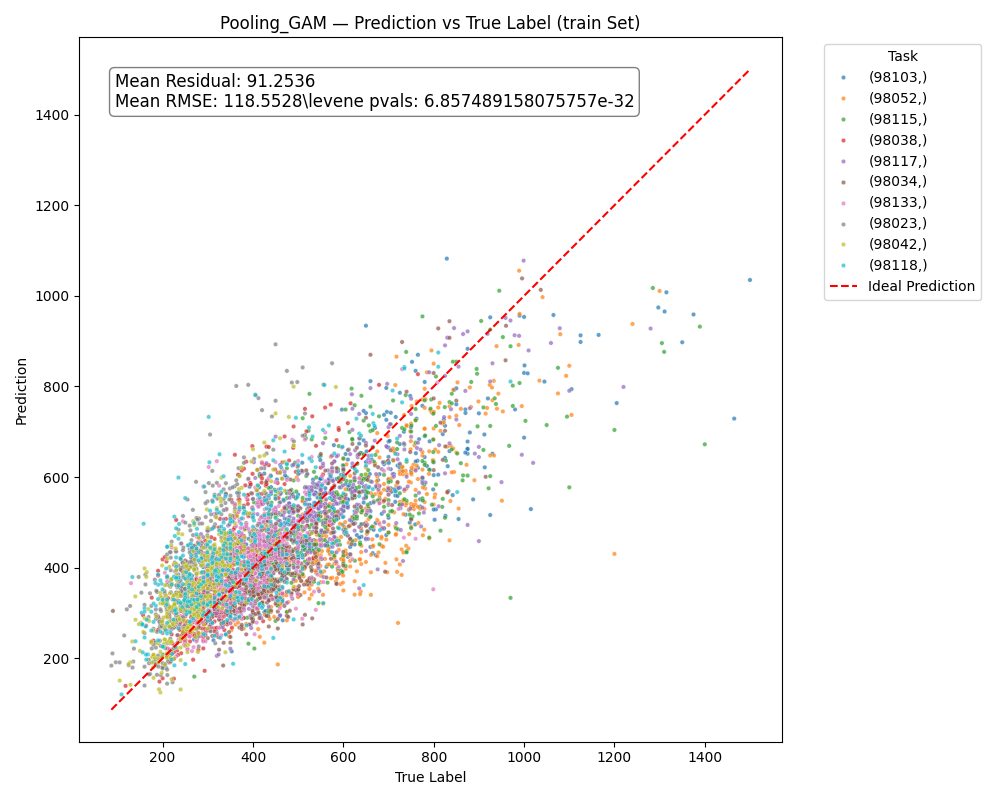 Pooling_GAM — Prediction vs True Label (train Set)
Mean Residual: 91.2536
Mean RMSE: 118.5528\levene pvals: 6.857489158075757e-32
Task
(98103,)
(98052,)
(98115,)
(98038,)
(98117,)
(98034,)
(98133,)
(98023,)
(98042,)
(98118,)
Ideal Prediction
Prediction
1400
1200
1000
800
600
400
200
200 400 600 800 1000 1200 1400
True Label